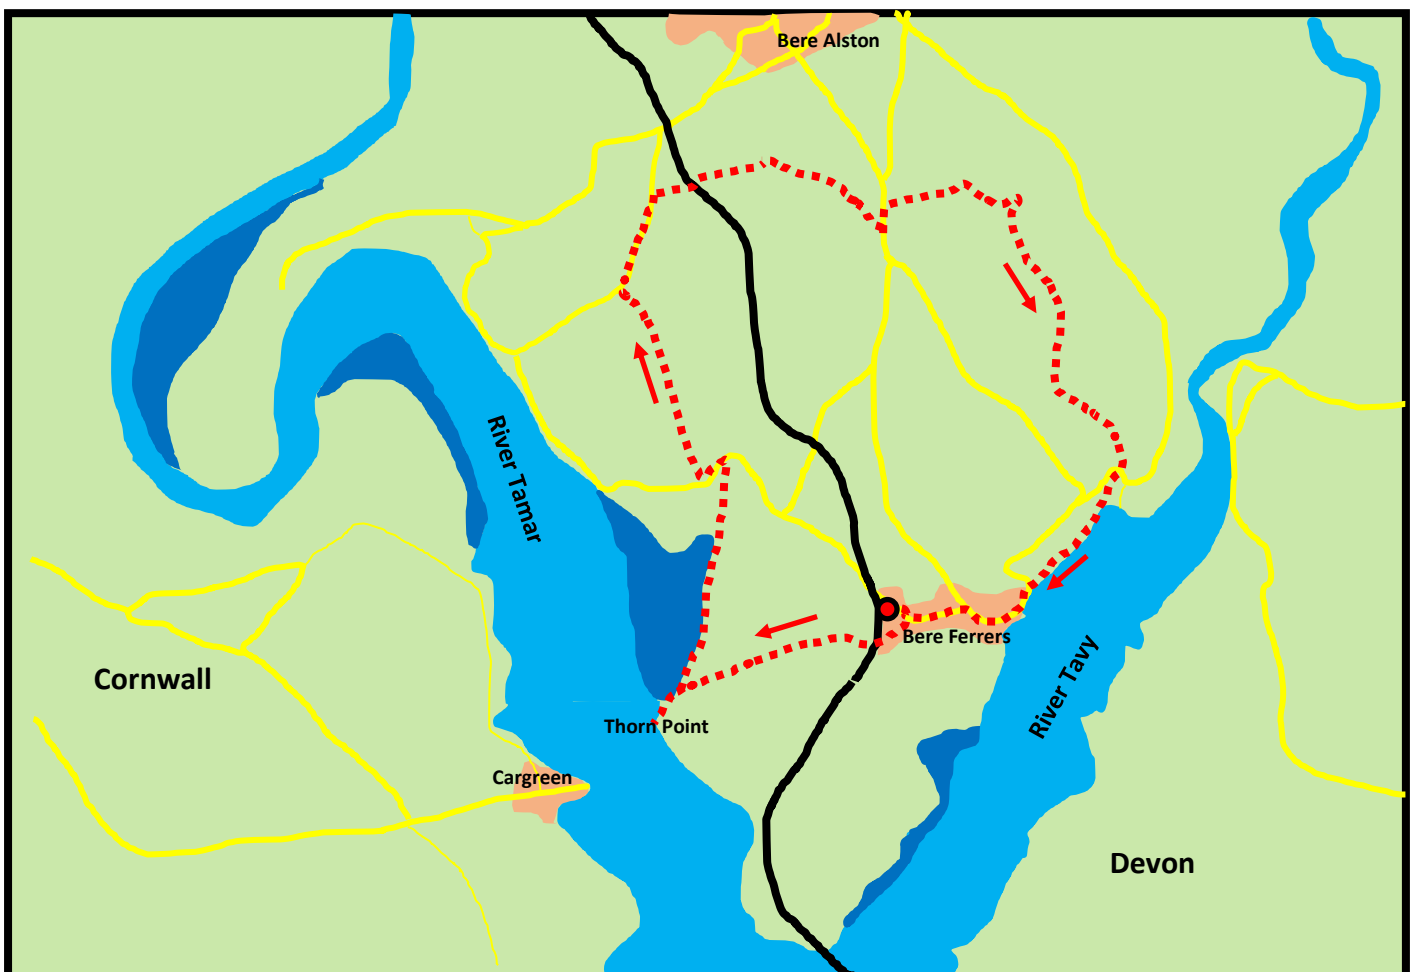 Bere Alston
River Tamar
Bere Ferrers
Cornwall
River Tavy
Thorn Point
Cargreen
Devon